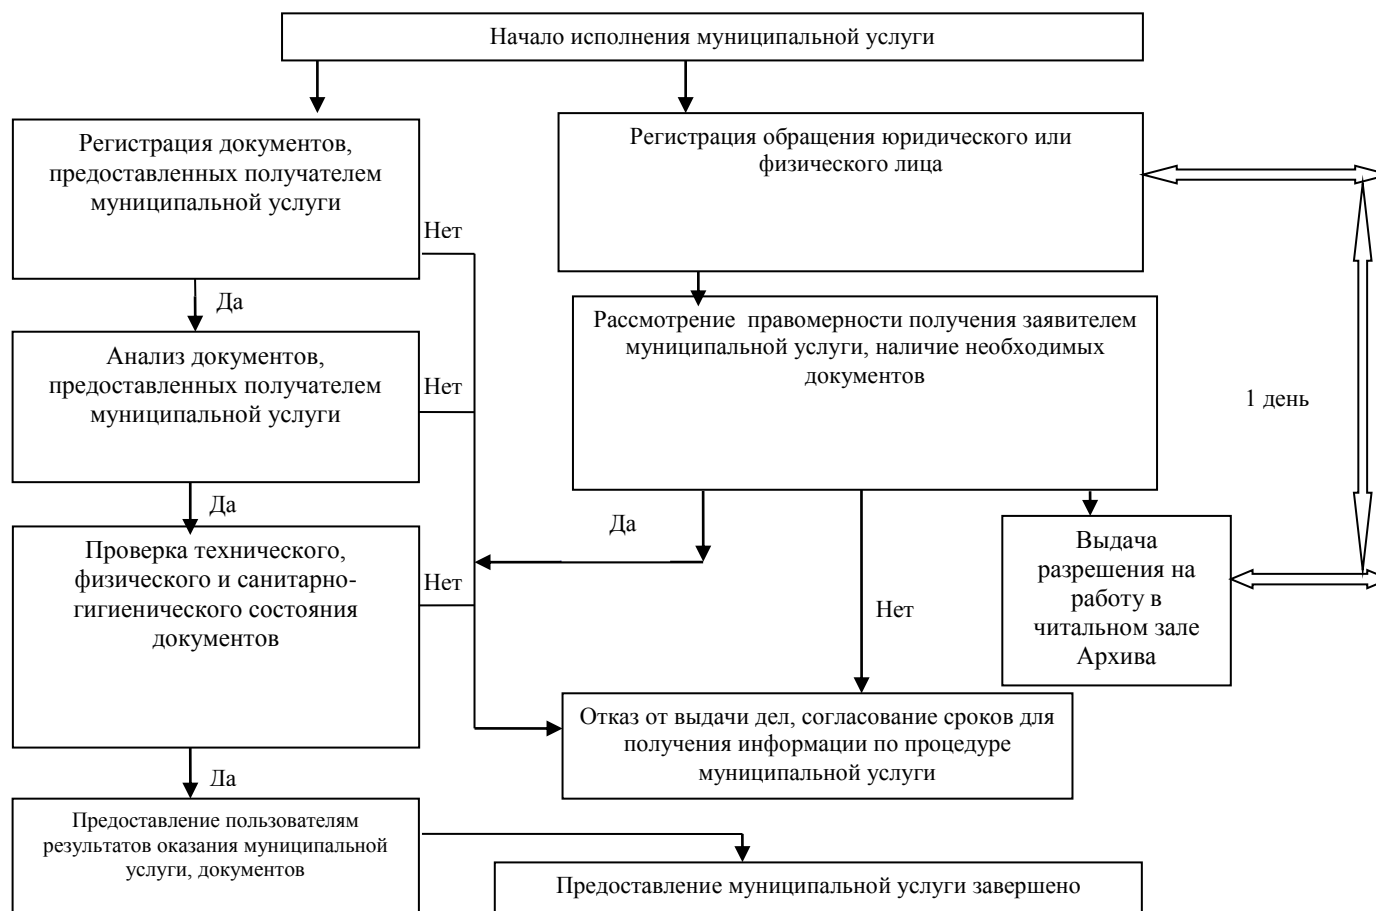 Начало исполнения муниципальной услуги
Регистрация документов,
предоставленных получателем
муниципальной услуги
Регистрация обращения юридического или
физического лица
Нет
Да
Анализ документов,
предоставленных получателем
муниципальной услуги
Нет
Рассмотрение правомерности получения заявителем
муниципальной услуги, наличие необходимых
документов
1 день
Да
Проверка технического,
физического и санитарно-
гигиенического состояния
документов
Нет
Да
Нет
Выдача
разрешения на
работу в
читальном зале
Архива
Отказ от выдачи дел, согласование сроков для
получения информации по процедуре
муниципальной услуги
Да
Предоставление пользователям
результатов оказания муниципальной
услуги, документов
Предоставление муниципальной услуги завершено